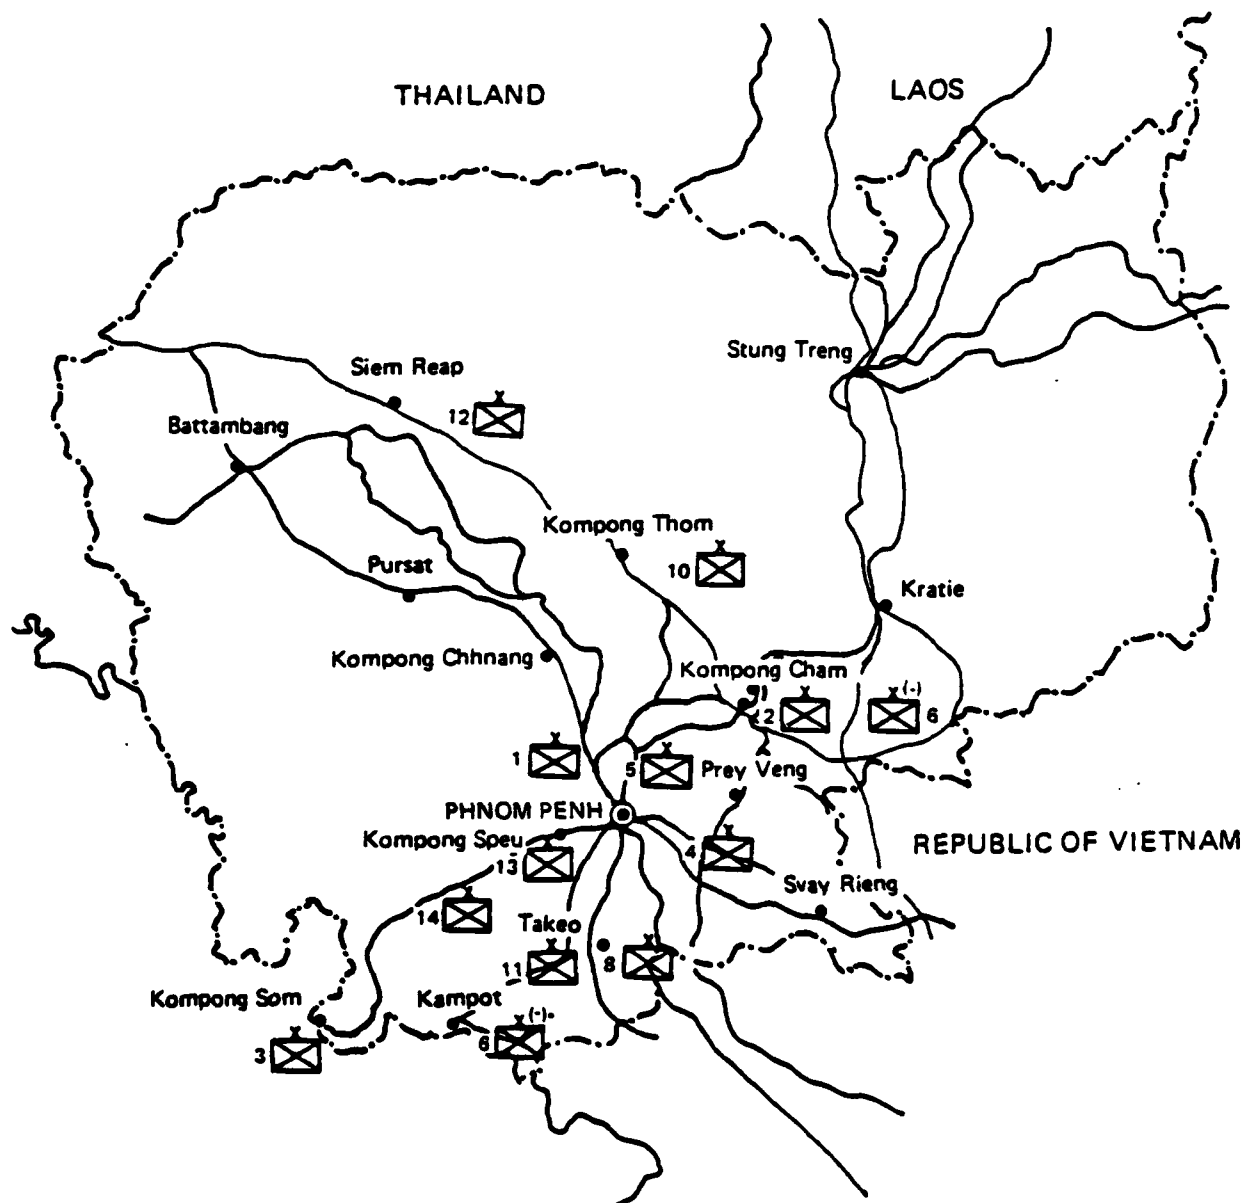 THAILAND
LAOS
Stung Treng
Siem Reap
X
12
Battambang
Kompong Thom
X
10
Pursat
Kratie
Kompong Chhnang
Kompong Cham
X
2
X (-)
6
X
1
X
5
Prey Veng
PHNOM PENH
Kompong Speu
X
13
X
4
REPUBLIC OF VIETNAM
Svay Rieng
X
14
Takeo
X
11
X
8
Kompong Som
Kampot
X
3
X (-)
6